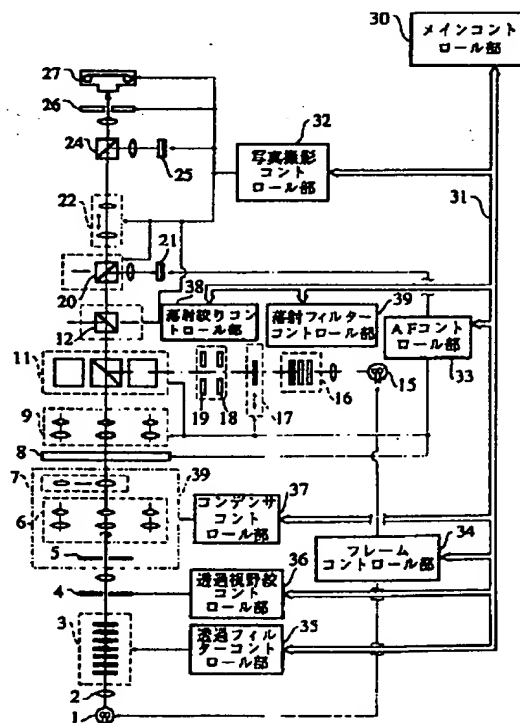 30
メインコント
ロール部
27
26
24
25
32
写真撮影
コント
ロール部
31
22
21
20
38
39
12
落射絞りコント
ロール部
落射フィルター
コントロール部
AFコント
ロール部
33
11
19
18
17
16
15
9
8
7
39
6
37
コンデンサ
コント
ロール部
34
フレーム
コントロール部
5
36
4
透過視野絞
コント
ロール部
3
35
透過フィル
ターコント
ロール部
2
1